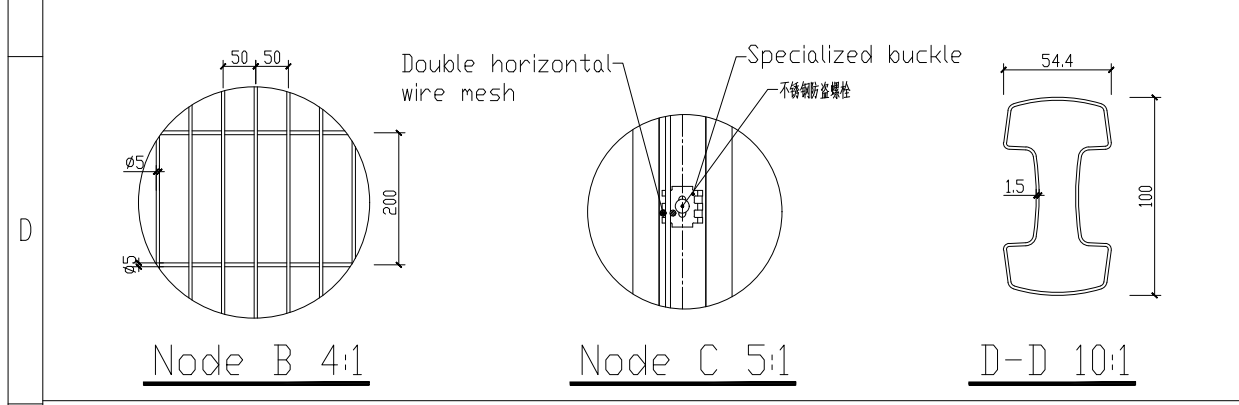 50 50
ø5
200
ø5
Node B 4:1
Double horizontal
wire mesh
Specialized buckle
不锈钢防盗螺栓
Node C 5:1
54.4
1.5
100
D-D 10:1
D